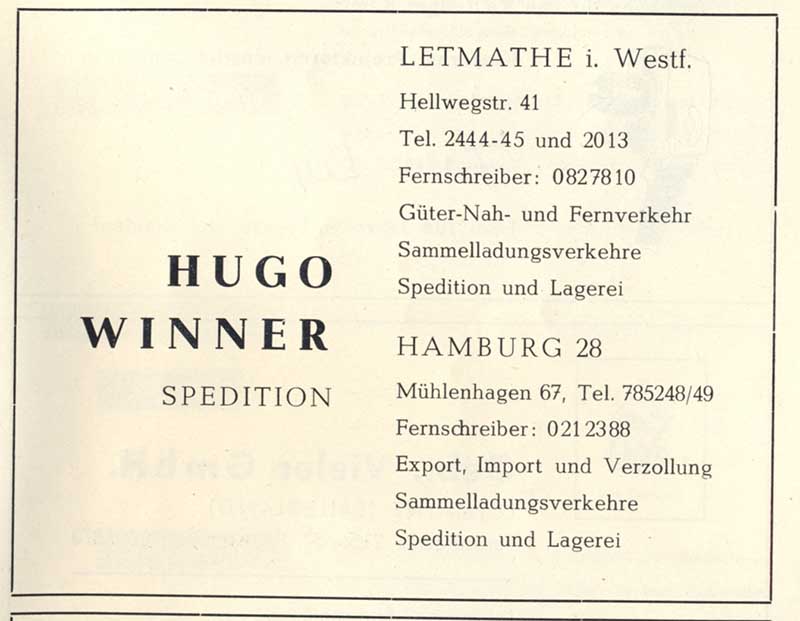 HUGO
WINNER
SPEDITION
LETMATHE i. Westf.
Hellwegstr. 41
Tel. 2444-45 und 2013
Fernschreiber: 0827810
Güter-Nah- und Fernverkehr
Sammelladungsverkehre
Spedition und Lagerei
HAMBURG 28
Mühlenhagen 67, Tel. 785248/49
Fernschreiber: 0212388
Export, Import und Verzollung
Sammelladungsverkehre
Spedition und Lagerei